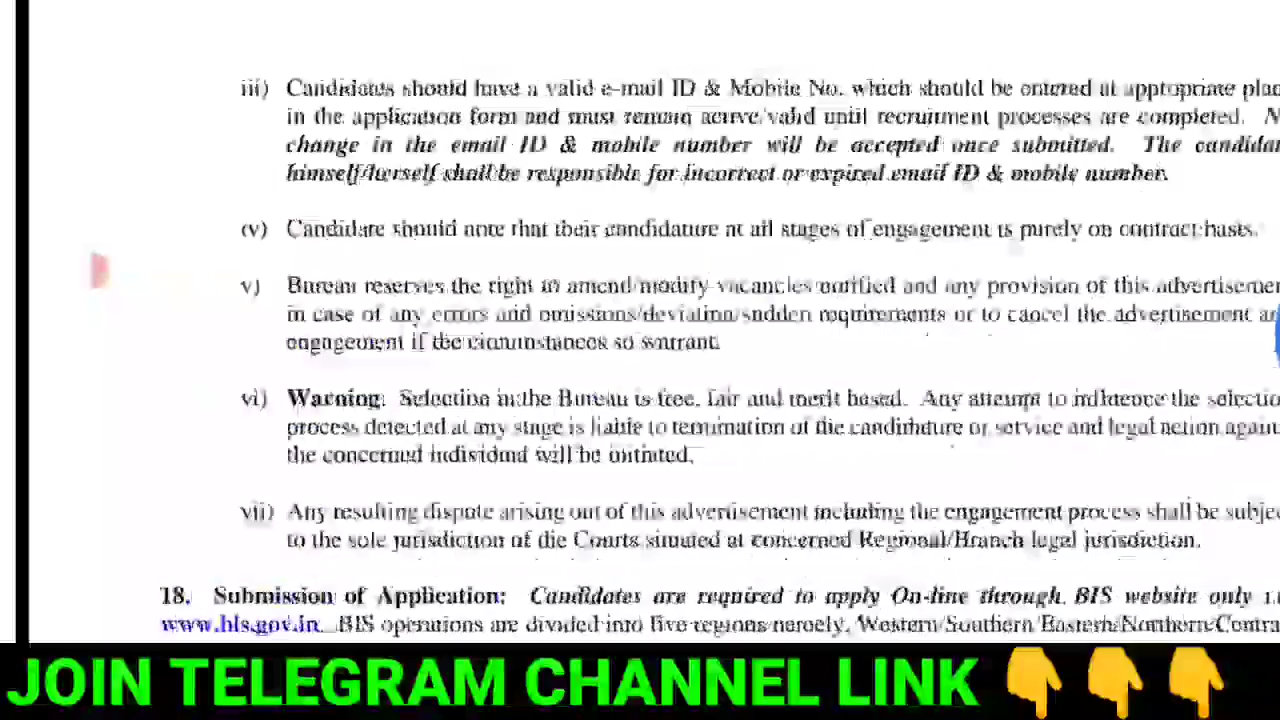 iii) Candidates should have a valid e-mail ID & Mobile No. which should be entered at appropriate plac
in the application form and must remain active/valid until recruitment processes are completed. N
change in the email ID & mobile number will be accepted once submitted. The candidat
himself/herself shall be responsible for incorrect or expired email ID & mobile number.
iv) Candidate should note that their candidature at all stages of engagement is purely on contract basis.
v) Bureau reserves the right to amend/modify vacancies notified and any provision of this advertisemen
in case of any errors and omissions/deviation/sudden requirements or to cancel the advertisement an
engagement if the circumstances so warrant.
vi) Warning: Selection in the Bureau is free, fair and merit based. Any attempt to influence the selectio
process detected at any stage is liable to termination of the candidature or service and legal action again
the concerned individual will be initiated.
vii) Any resulting dispute arising out of this advertisement including the engagement process shall be subjec
to the sole jurisdiction of the Courts situated at concerned Regional/Branch legal jurisdiction.
18. Submission of Application: Candidates are required to apply On-line through BIS website only
www.bis.gov.in. BIS operations are divided into five regions namely, Western/Southern/Eastern/Northern/Centra
JOIN TELEGRAM CHANNEL LINK 👇👇👇